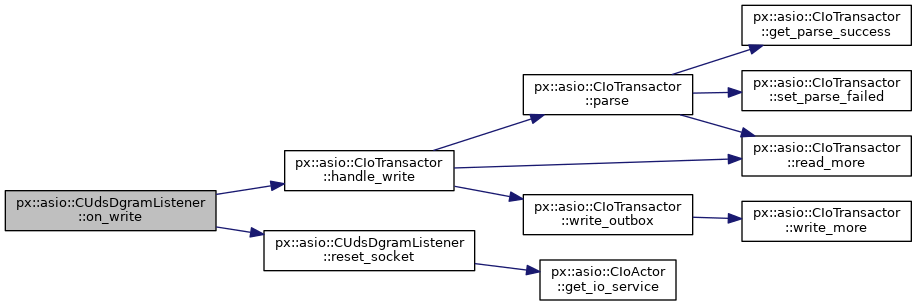 px::asio::CUdsDgramListener
::on_write
px::asio::CIoTransactor
::handle_write
px::asio::CUdsDgramListener
::reset_socket
px::asio::CIoTransactor
::parse
px::asio::CIoTransactor
::write_outbox
px::asio::CIoActor
::get_io_service
px::asio::CIoTransactor
::get_parse_success
px::asio::CIoTransactor
::set_parse_failed
px::asio::CIoTransactor
::read_more
px::asio::CIoTransactor
::write_more